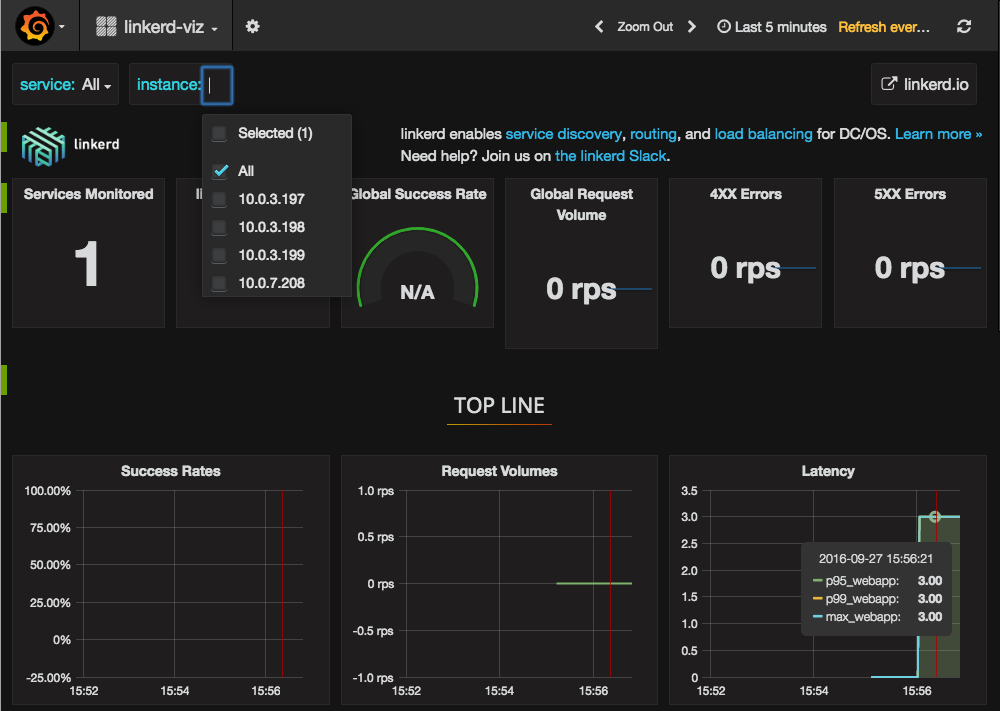 linkerd-viz
Zoom Out
Last 5 minutes
Refresh ever...
service: All
instance:
linkerd.io
Selected (1)
All
10.0.3.197
10.0.3.198
10.0.3.199
10.0.7.208
linkerd
linkerd enables service discovery, routing, and load balancing for DC/OS. Learn more »
Need help? Join us on the linkerd Slack.
Services Monitored
1
Global Success Rate
N/A
Global Request
Volume
0 rps
4XX Errors
0 rps
5XX Errors
0 rps
TOP LINE
Success Rates
100.00%
75.00%
50.00%
25.00%
0%
-25.00%
15:52 15:54 15:56
Request Volumes
1.0 rps
0.5 rps
0 rps
-0.5 rps
-1.0 rps
15:52 15:54 15:56
Latency
3.5
3.0
2.5
2.0
1.5
1.0
0.5
0
15:52 15:54 15:56
2016-09-27 15:56:21
p95_webapp: 3.00
p99_webapp: 3.00
max_webapp: 3.00